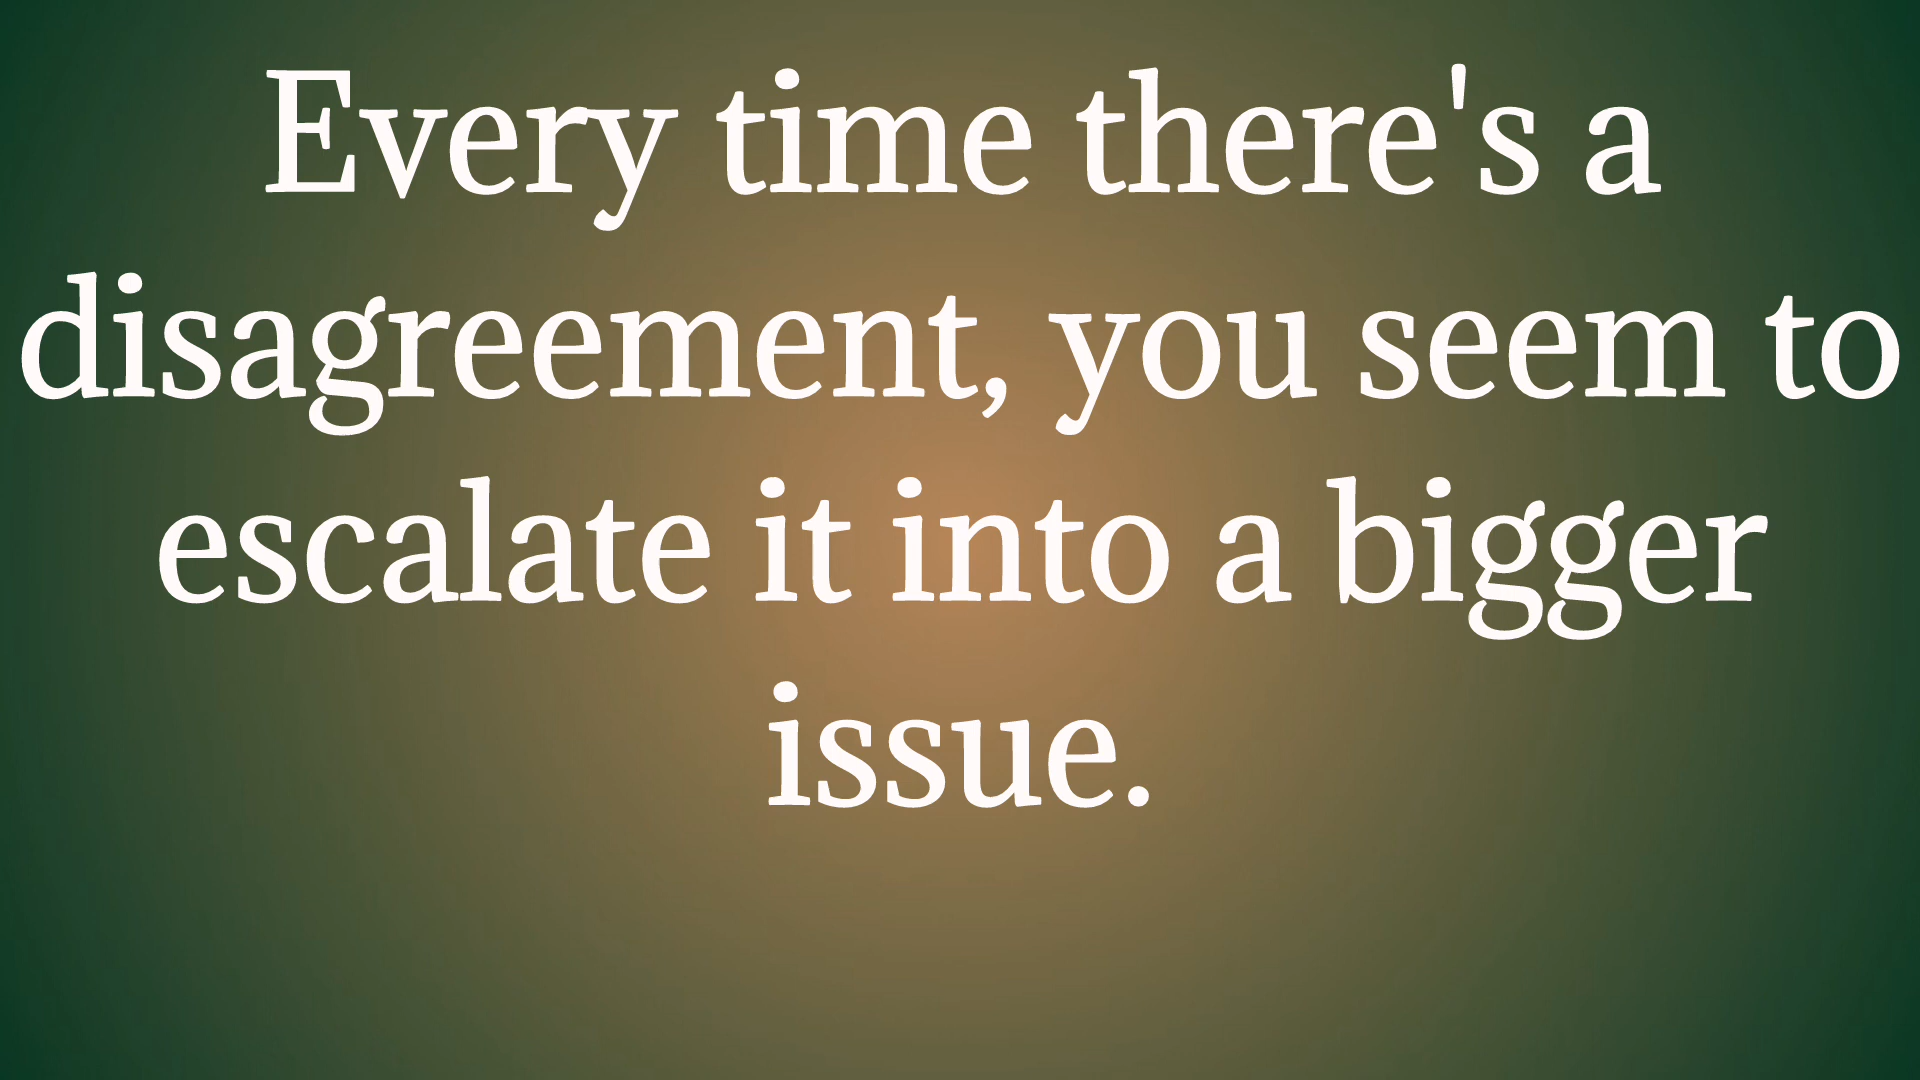 Every time there's a
disagreement, you seem to
escalate it into a bigger
issue.